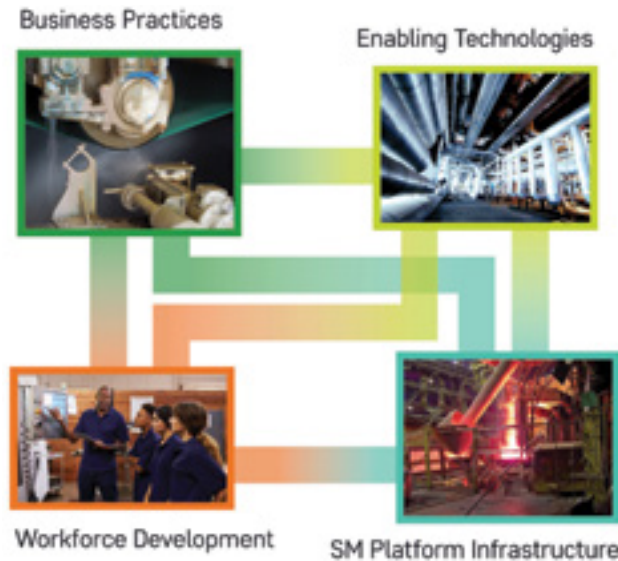 Business Practices
Enabling Technologies
Workforce Development
SM Platform Infrastructure